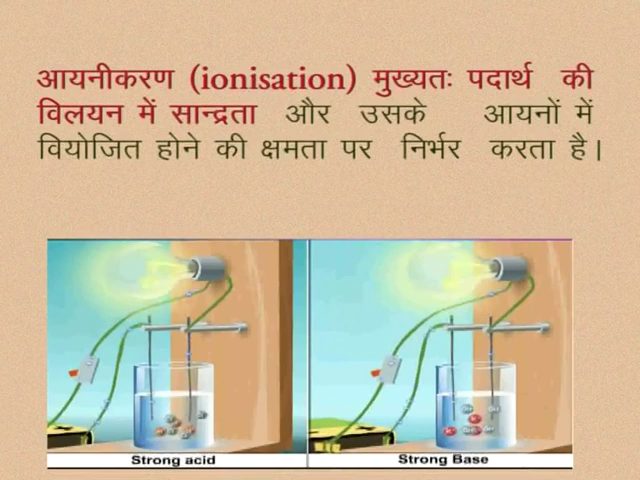 आयनीकरण (ionisation) मुख्यतः पदार्थ की
विलयन में सान्द्रता और उसके आयनों में
वियोजित होने की क्षमता पर निर्भर करता है।
Strong acid
Strong Base